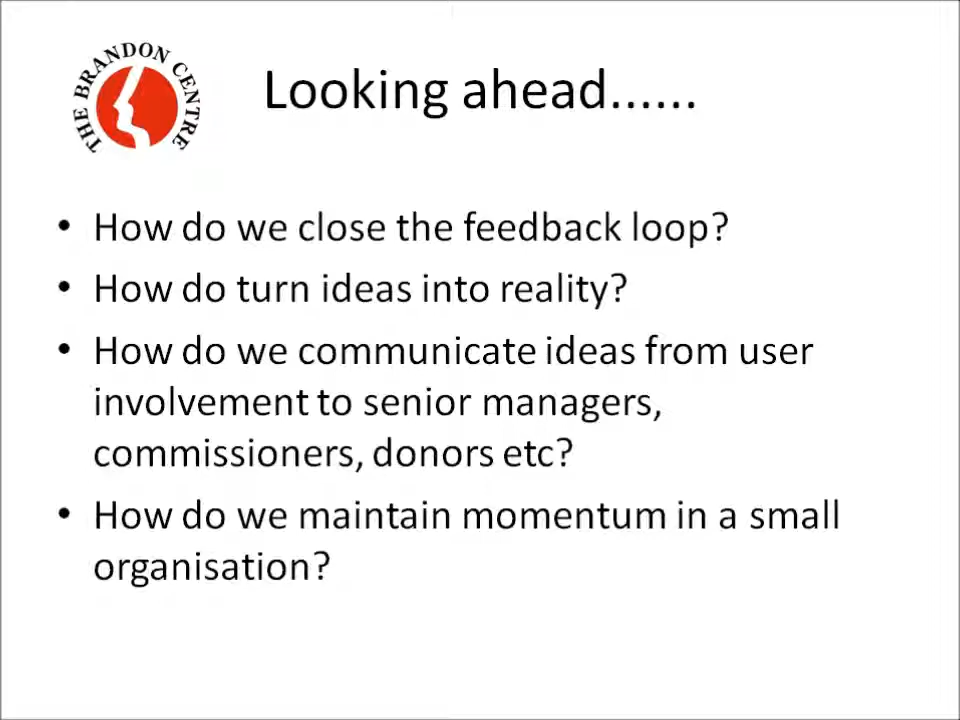 THE BRANDON CENTRE
Looking ahead......
• How do we close the feedback loop?
• How do turn ideas into reality?
• How do we communicate ideas from user
involvement to senior managers,
commissioners, donors etc?
• How do we maintain momentum in a small
organisation?